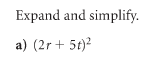 Expand and simplify.
a) (2r + 5t)²